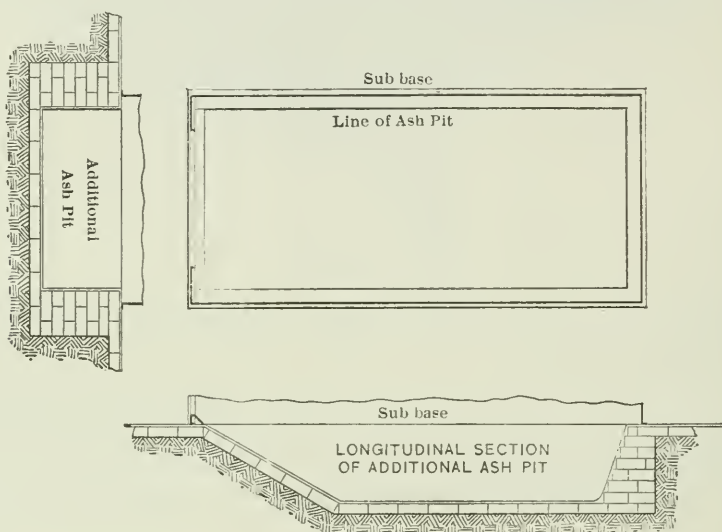 Sub base
Line of Ash Pit
Additional
Ash Pit
Sub base
LONGITUDINAL SECTION
OF ADDITIONAL ASH PIT